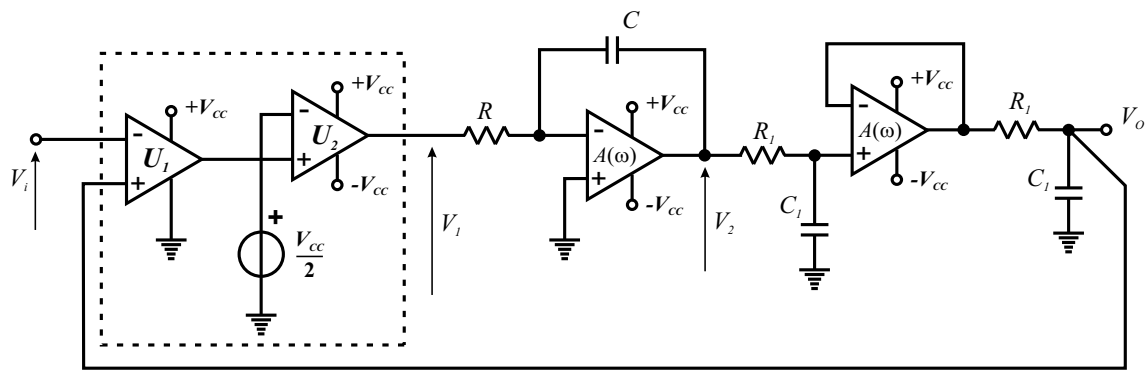 C
+Vcc
+Vcc
+Vcc
+Vcc
-
-
-
-
R
R1
R1
VO
U1
U2
A(ω)
A(ω)
+
+
+
+
Vi
-Vcc
-Vcc
-Vcc
C1
C1
+
Vcc
2
V1
V2